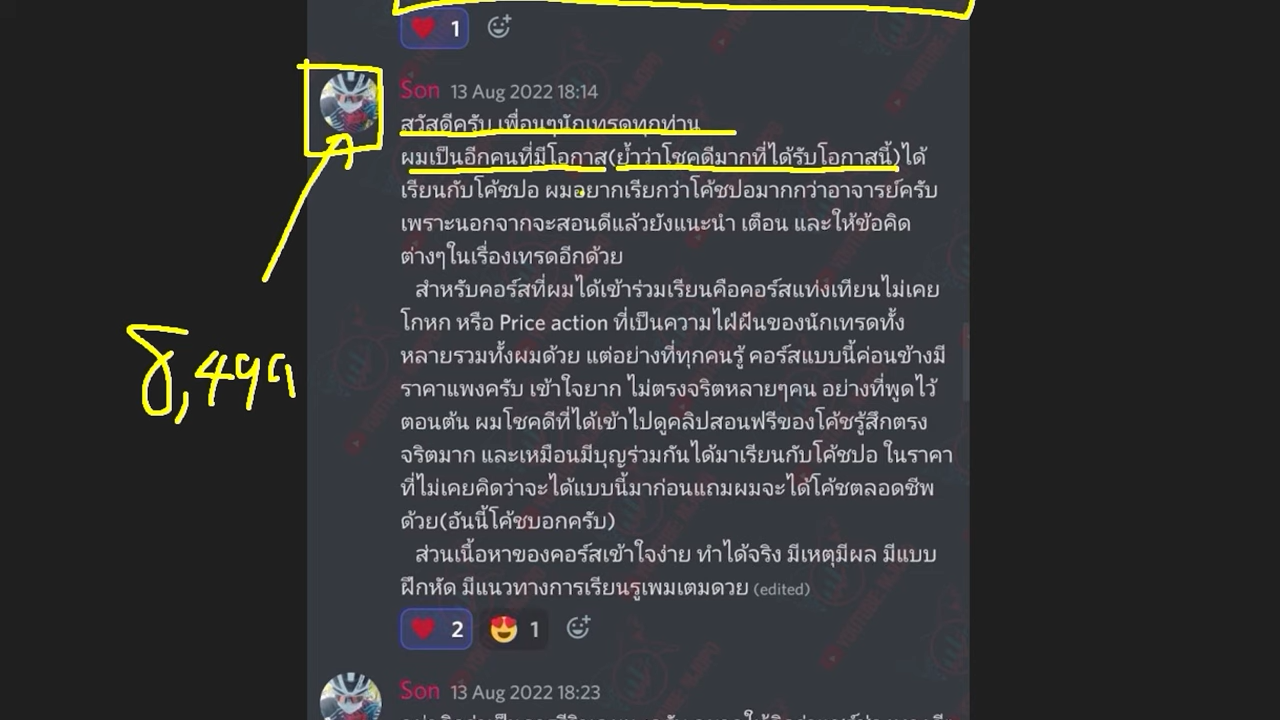 1
Son 13 Aug 2022 18:14
สวัสดีครับ เพื่อนๆนักเทรดทุกท่าน
ผมเป็นอีกคนที่มีโอกาส(ย้ำว่าโชคดีมากที่ได้รับโอกาสนี้)ได้
เรียนกับโค้ชปอ ผมอยากเรียกว่าโค้ชปอมากกว่าอาจารย์ครับ
เพราะนอกจากจะสอนดีแล้วยังแนะนำ เตือน และให้ข้อคิด
ต่างๆในเรื่องเทรดอีกด้วย
สำหรับคอร์สที่ผมได้เข้าร่วมเรียนคือคอร์สแท่งเทียนไม่เคย
โกหก หรือ Price action ที่เป็นความไฝ่ฝันของนักเทรดทั้ง
หลายรวมทั้งผมด้วย แต่อย่างที่ทุกคนรู้ คอร์สแบบนี้ค่อนข้างมี
ราคาแพงครับ เข้าใจยาก ไม่ตรงจริตหลายๆคน อย่างที่พูดไว้
ตอนต้น ผมโชคดีที่ได้เข้าไปดูคลิปสอนฟรีของโค้ชรู้สึกตรง
จริตมาก และเหมือนมีบุญร่วมกันได้มาเรียนกับโค้ชปอ ในราคา
ที่ไม่เคยคิดว่าจะได้แบบนี้มาก่อนแถมผมจะได้โค้ชตลอดชีพ
ด้วย(อันนี้โค้ชบอกครับ)
ส่วนเนื้อหาของคอร์สเข้าใจง่าย ทำได้จริง มีเหตุมีผล มีแบบ
ฝึกหัด มีแนวทางการเรียนรู้เพิ่มเติมด้วย (edited)
2 1
Son 13 Aug 2022 18:23